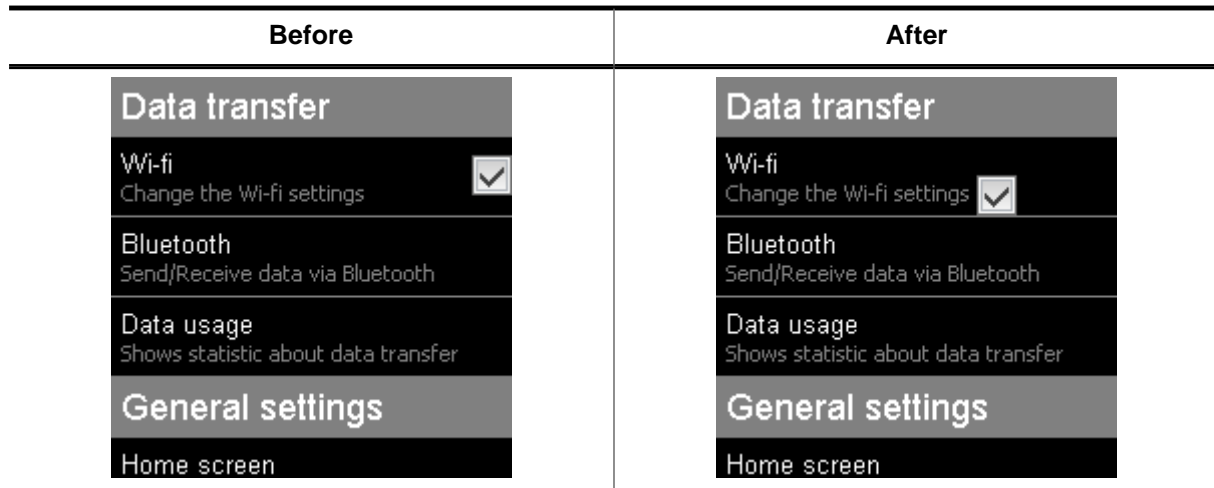 Before
After
Data transfer
Wi-fi
Change the Wi-fi settings
Bluetooth
Send/Receive data via Bluetooth
Data usage
Shows statistic about data transfer
General settings
Home screen
Data transfer
Wi-fi
Change the Wi-fi settings
Bluetooth
Send/Receive data via Bluetooth
Data usage
Shows statistic about data transfer
General settings
Home screen